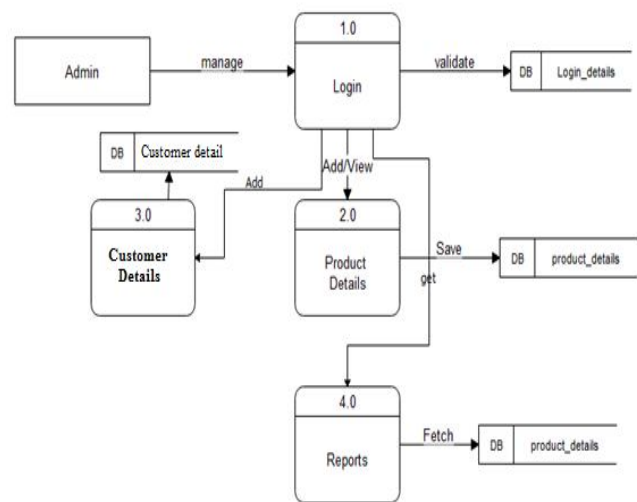 1.0
Admin
manage
Login
validate
DB
Login_details
DB
Customer detail
Add
Add/View
3.0
Customer
Details
2.0
Product
Details
Save
get
DB
product_details
4.0
Reports
Fetch
DB
product_details